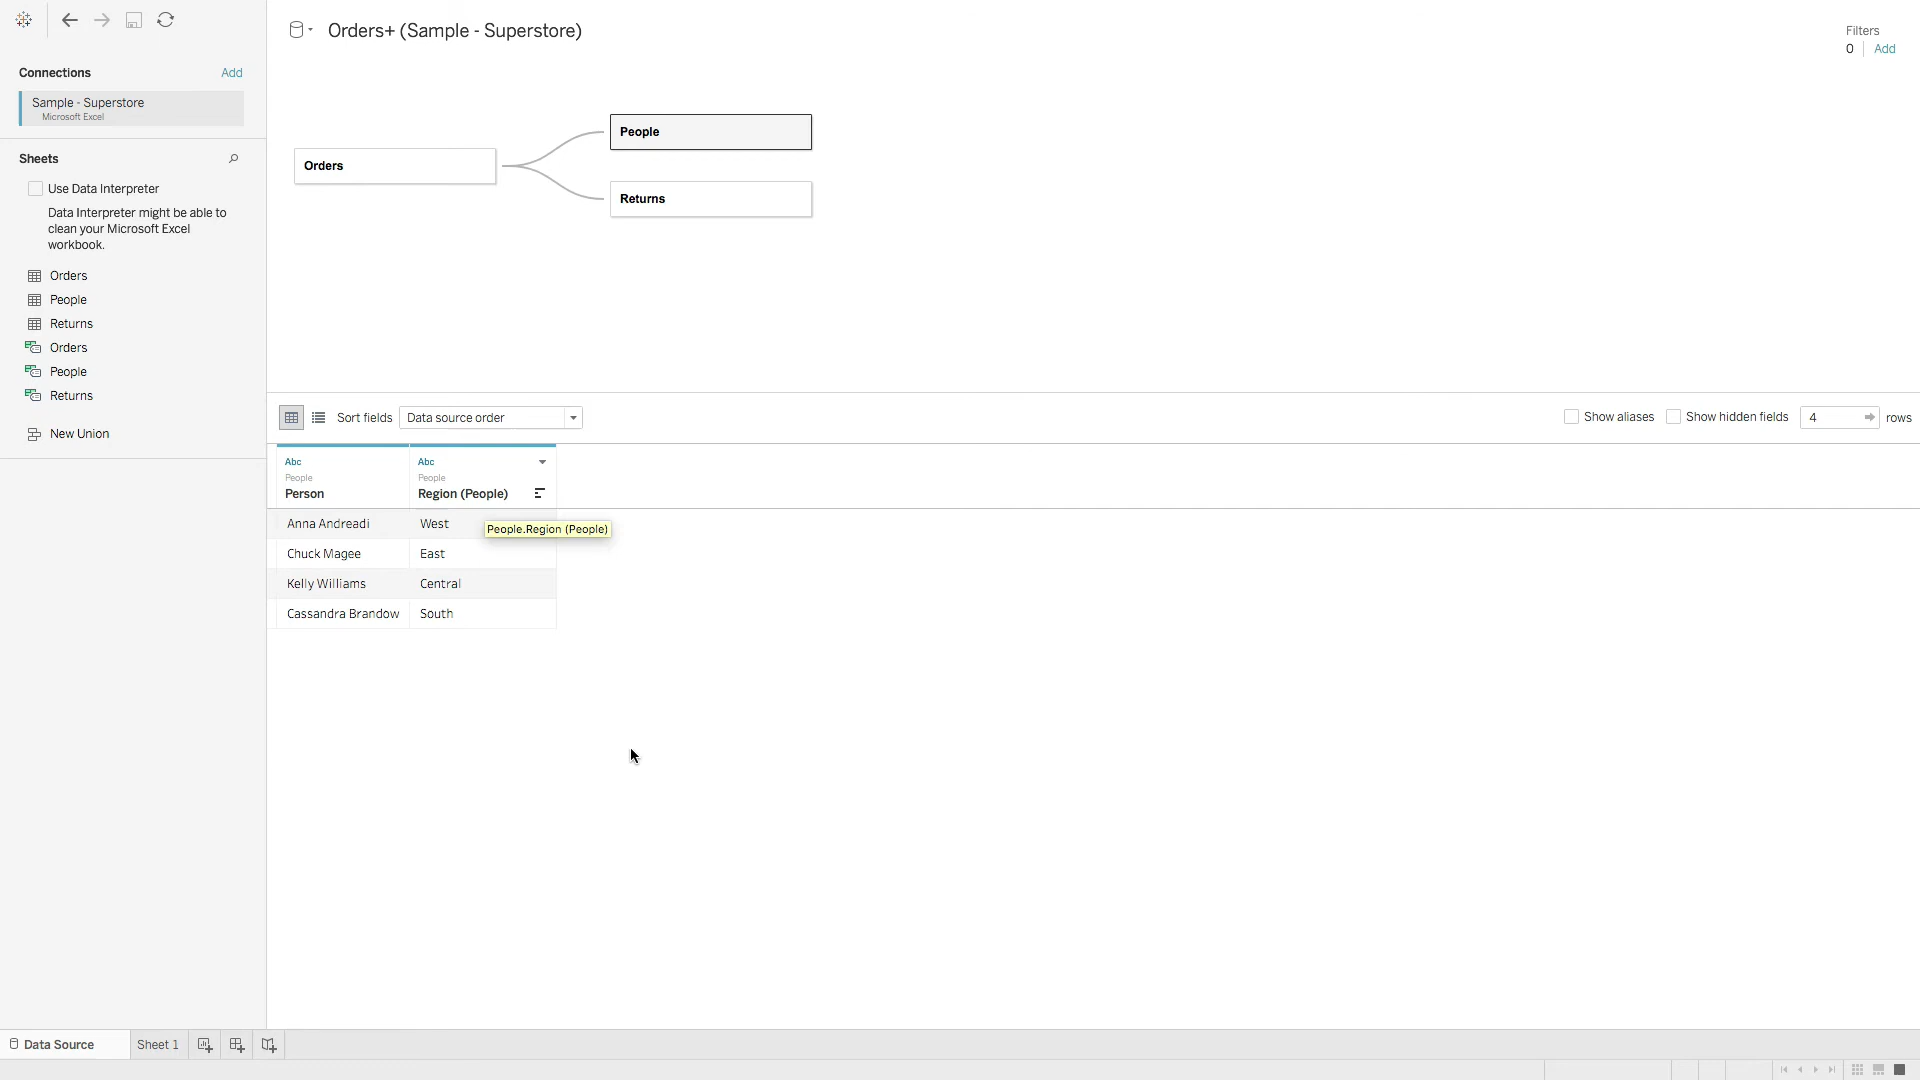 Orders+ (Sample - Superstore)
Filters
0
Add
Connections
Add
Sample - Superstore
Microsoft Excel
Sheets
Use Data Interpreter
Data Interpreter might be able to
clean your Microsoft Excel
workbook.
Orders
People
Returns
Orders
People
Returns
New Union
Orders
People
Returns
Sort fields
Data source order
Show aliases
Show hidden fields
4
rows
Abc
People
Person
Abc
People
Region (People)
Anna Andreadi
West
People.Region (People)
Chuck Magee
East
Kelly Williams
Central
Cassandra Brandow
South
Data Source
Sheet 1